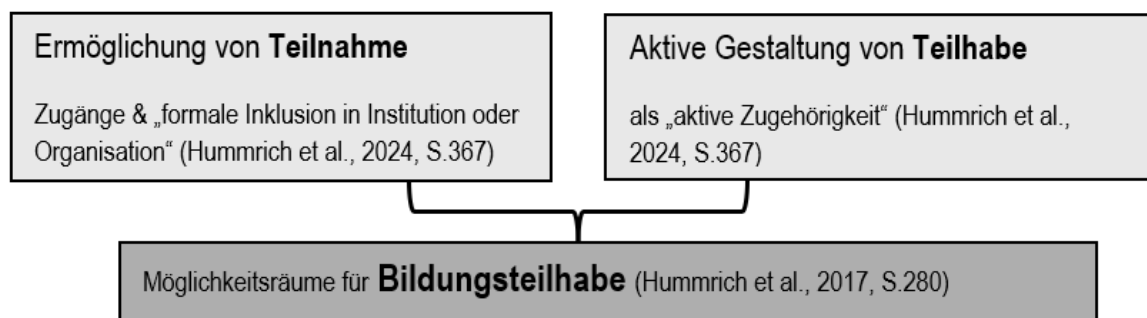 Ermöglichung von Teilnahme
Zugänge & „formale Inklusion in Institution oder
Organisation“ (Hummrich et al., 2024, S.367)
Aktive Gestaltung von Teilhabe
als „aktive Zugehörigkeit“ (Hummrich et al.,
2024, S.367)
Möglichkeitsräume für Bildungsteilhabe (Hummrich et al., 2017, S.280)